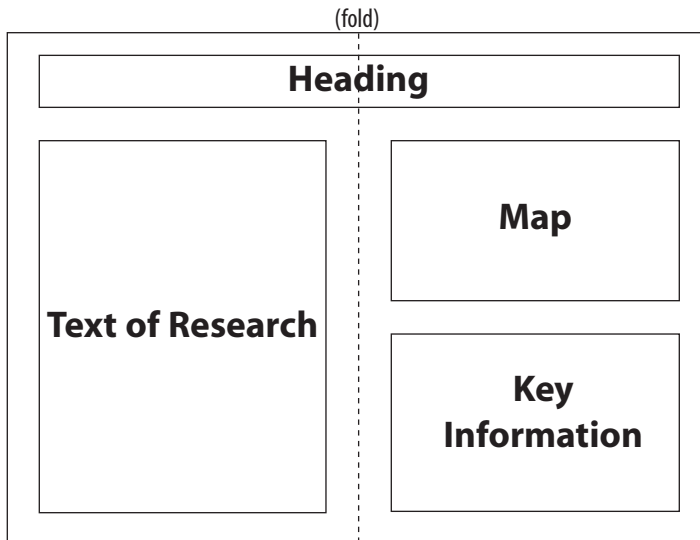 (fold)
Heading
Text of Research
Map
Key
Information